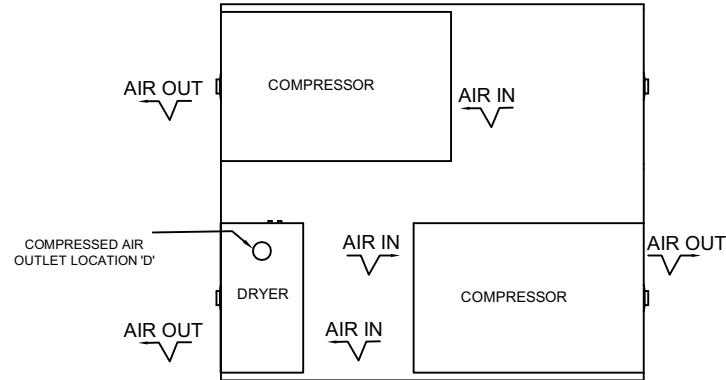 AIR OUT
COMPRESSOR
AIR IN
COMPRESSED AIR
OUTLET LOCATION 'D'
AIR IN
AIR OUT
DRYER
COMPRESSOR
AIR OUT
AIR IN